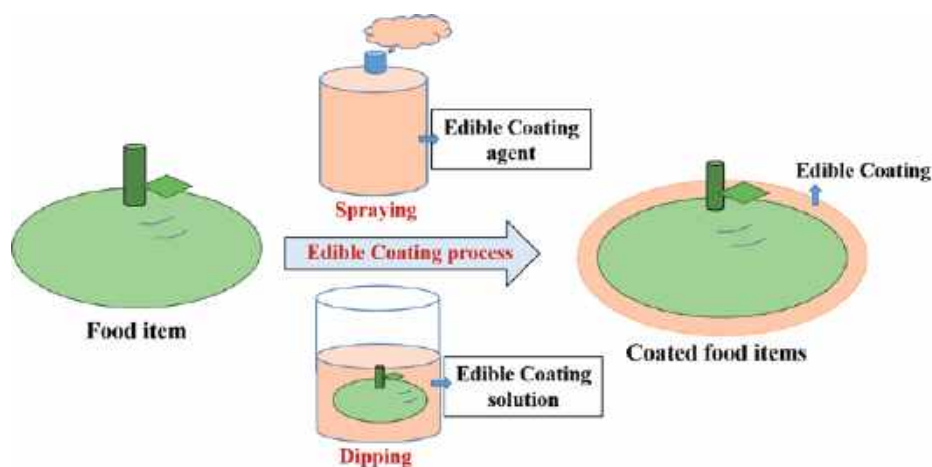 Edible Coating
agent
Spraying
Edible Coating
Edible Coating process
Food item
Coated food items
Edible Coating
solution
Dipping